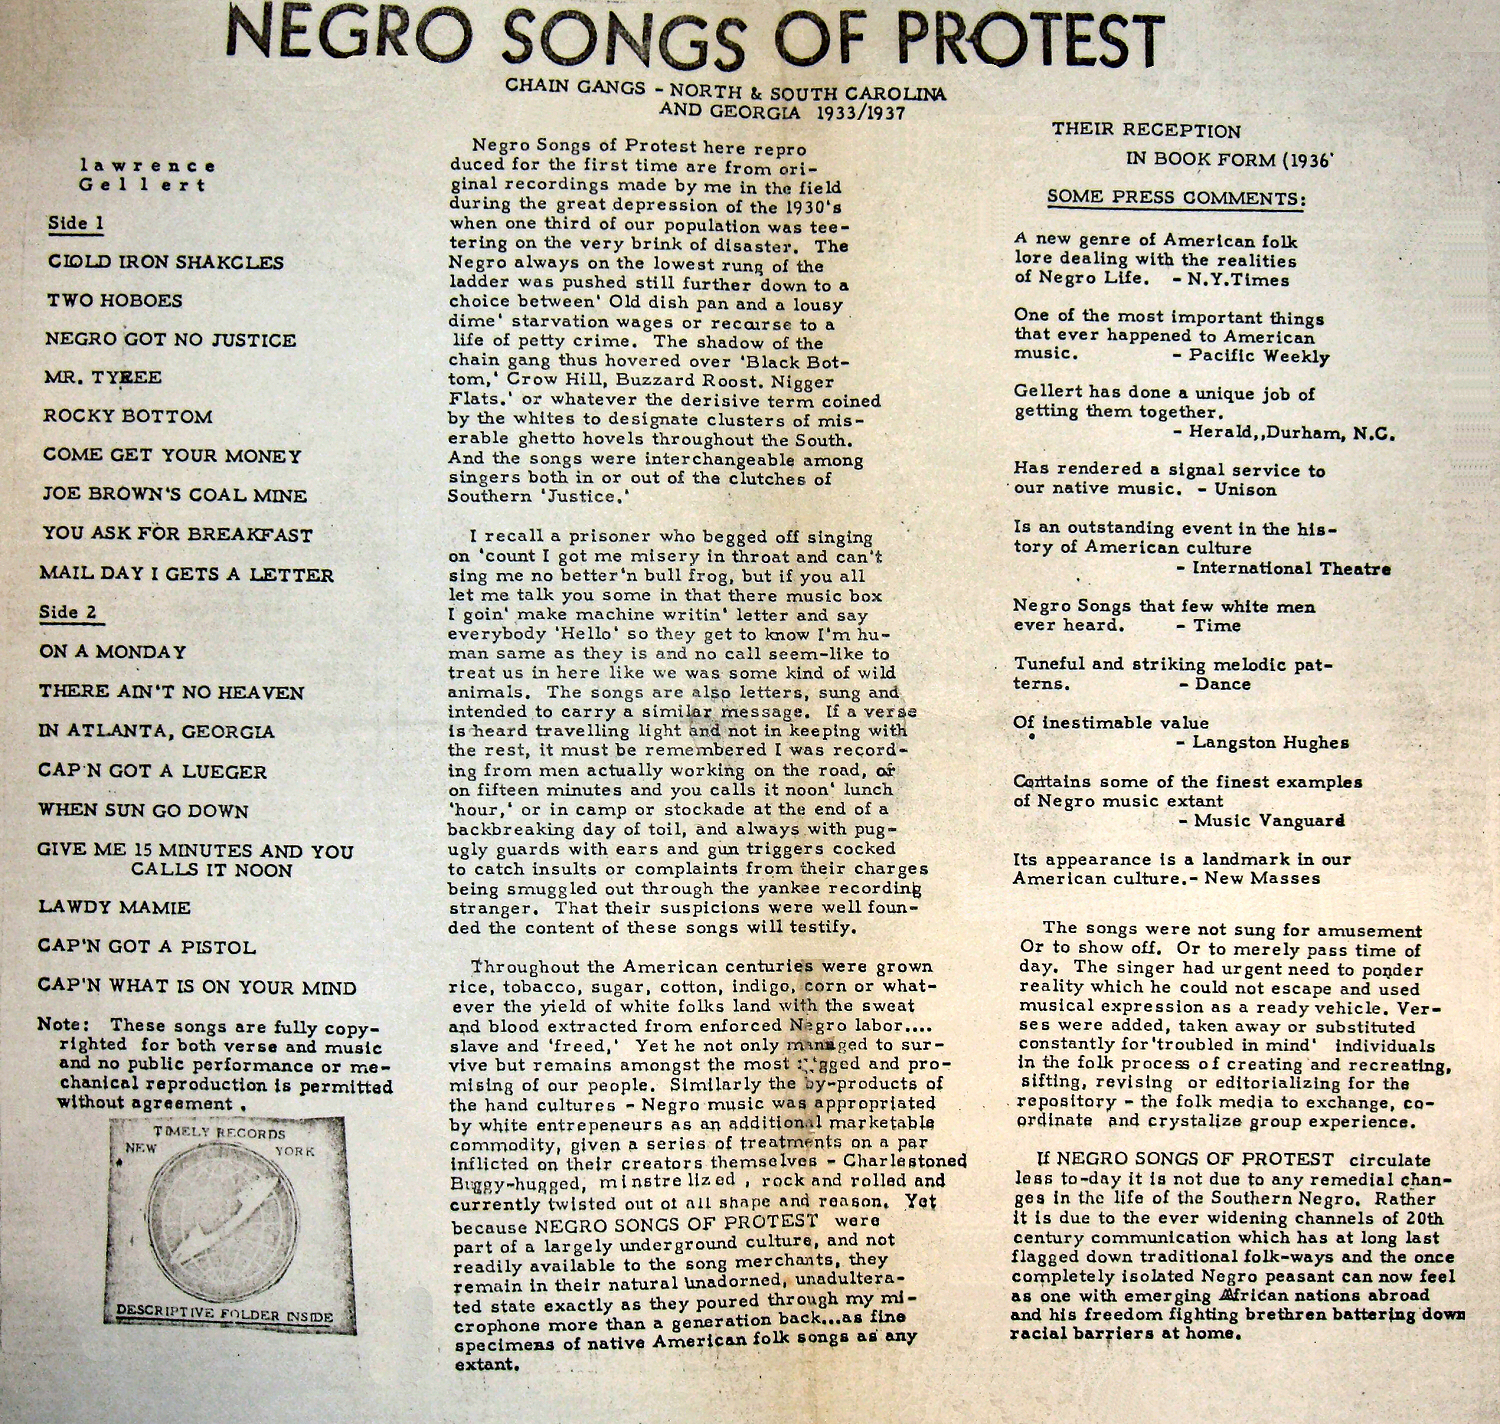 NEGRO SONGS OF PROTEST
CHAIN GANGS - NORTH & SOUTH CAROLINA
AND GEORGIA 1933/1937
lawrence
Gellert
Side 1
CIOLD IRON SHAKCLES
TWO HOBOES
NEGRO GOT NO JUSTICE
MR. TYREE
ROCKY BOTTOM
COME GET YOUR MONEY
JOE BROWN'S COAL MINE
YOU ASK FOR BREAKFAST
MAIL DAY I GETS A LETTER
Side 2
ON A MONDAY
THERE AIN'T NO HEAVEN
IN ATLANTA, GEORGIA
CAP'N GOT A LUEGER
WHEN SUN GO DOWN
GIVE ME 15 MINUTES AND YOU
CALLS IT NOON
LAWDY MAMIE
CAP'N GOT A PISTOL
CAP'N WHAT IS ON YOUR MIND
Note: These songs are fully copy-
righted for both verse and music
and no public performance or me-
chanical reproduction is permitted
without agreement .
TIMELY RECORDS
NEW YORK
DESCRIPTIVE FOLDER INSIDE
Negro Songs of Protest here repro
duced for the first time are from ori-
ginal recordings made by me in the field
during the great depression of the 1930's
when one third of our population was tee-
tering on the very brink of disaster. The
Negro always on the lowest rung of the
ladder was pushed still further down to a
choice between' Old dish pan and a lousy
dime' starvation wages or recourse to a
life of petty crime. The shadow of the
chain gang thus hovered over 'Black Bot-
tom,' Crow Hill, Buzzard Roost. Nigger
Flats.' or whatever the derisive term coined
by the whites to designate clusters of mis-
erable ghetto hovels throughout the South.
And the songs were interchangeable among
singers both in or out of the clutches of
Southern 'Justice.'
I recall a prisoner who begged off singing
on 'count I got me misery in throat and can't
sing me no better'n bull frog, but if you all
let me talk you some in that there music box
I goin' make machine writin' letter and say
everybody 'Hello' so they get to know I'm hu-
man same as they is and no call seem-like to
treat us in here like we was some kind of wild
animals. The songs are also letters, sung and
intended to carry a similar message. If a verse
is heard travelling light and not in keeping with
the rest, it must be remembered I was record-
ing from men actually working on the road, or
on fifteen minutes and you calls it noon' lunch
'hour,' or in camp or stockade at the end of a
backbreaking day of toil, and always with pug-
ugly guards with ears and gun triggers cocked
to catch insults or complaints from their charges
being smuggled out through the yankee recording
stranger. That their suspicions were well foun-
ded the content of these songs will testify.
Throughout the American centuries were grown
rice, tobacco, sugar, cotton, indigo, corn or what-
ever the yield of white folks land with the sweat
and blood extracted from enforced Negro labor....
slave and 'freed,' Yet he not only managed to sur-
vive but remains amongst the most and pro-
mising of our people. Similarly the by-products of
the hand cultures - Negro music was appropriated
by white entrepeneurs as an additional marketable
commodity, given a series of treatments on a par
inflicted on their creators themselves - Charlestoned
Buggy-hugged, minstrelized , rock and rolled and
currently twisted out of all shape and reason. Yet
because NEGRO SONGS OF PROTEST were
part of a largely underground culture, and not
readily available to the song merchants, they
remain in their natural unadorned, unadultera-
ted state exactly as they poured through my mi-
crophone more than a generation back...as fine
specimens of native American folk songs as any
extant.
THEIR RECEPTION
IN BOOK FORM (1936'
SOME PRESS COMMENTS:
A new genre of American folk
lore dealing with the realities
of Negro Life. - N.Y.Times
One of the most important things
that ever happened to American
music. - Pacific Weekly
Gellert has done a unique job of
getting them together.
- Herald,,Durham, N.C.
Has rendered a signal service to
our native music. - Unison
Is an outstanding event in the his-
tory of American culture
- International Theatre
Negro Songs that few white men
ever heard. - Time
Tuneful and striking melodic pat-
terns. - Dance
Of inestimable value
- Langston Hughes
Contains some of the finest examples
of Negro music extant
- Music Vanguard
Its appearance is a landmark in our
American culture.- New Masses
The songs were not sung for amusement
Or to show off. Or to merely pass time of
day. The singer had urgent need to ponder
reality which he could not escape and used
musical expression as a ready vehicle. Ver-
ses were added, taken away or substituted
constantly for 'troubled in mind' individuals
in the folk process of creating and recreating,
sifting, revising or editorializing for the
repository - the folk media to exchange, co-
ordinate and crystalize group experience.
If NEGRO SONGS OF PROTEST circulate
less to-day it is not due to any remedial chan-
ges in the life of the Southern Negro. Rather
it is due to the ever widening channels of 20th
century communication which has at long last
flagged down traditional folk-ways and the once
completely isolated Negro peasant can now feel
as one with emerging African nations abroad
and his freedom fighting brethren battering down
racial barriers at home.